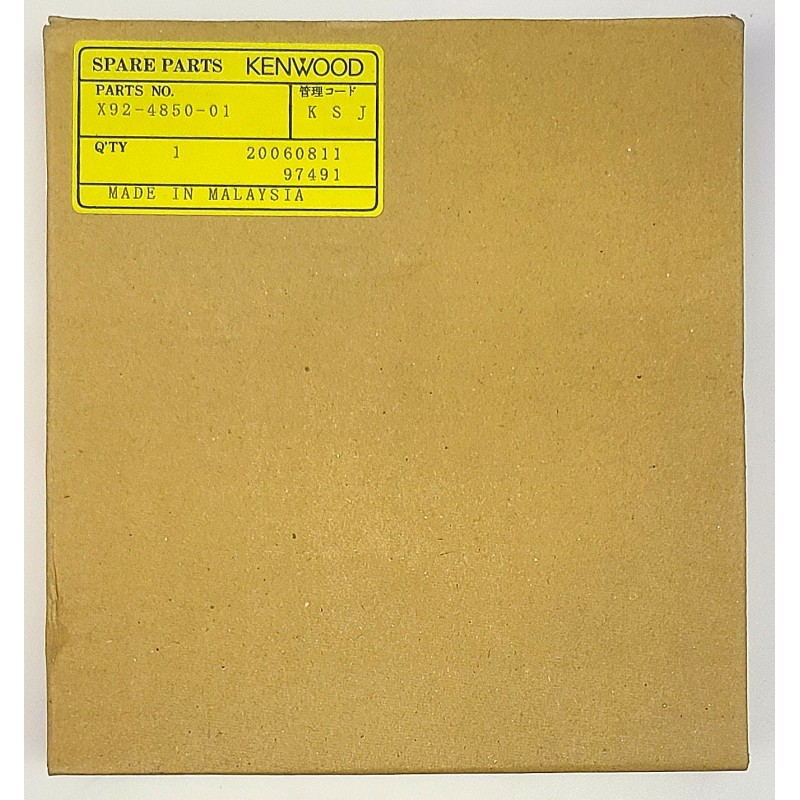 SPARE PARTS KENWOOD
PARTS NO. 管理コード
X92-4850-01 K S J
Q'TY 1 20060811
97491
MADE IN MALAYSIA